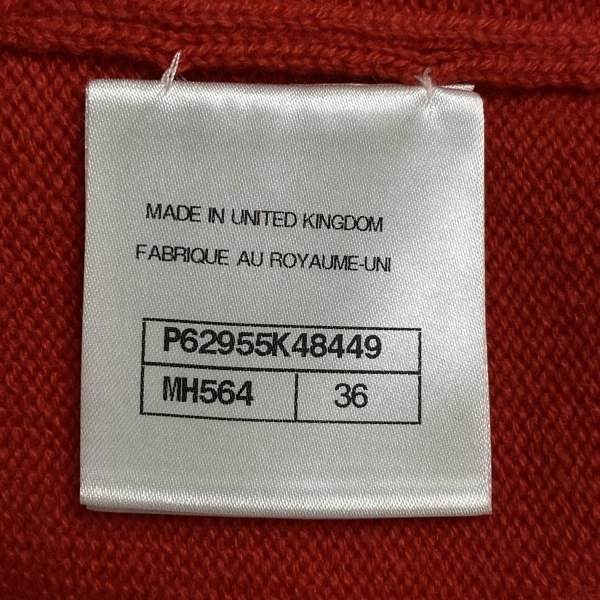 MADE IN UNITED KINGDOM
FABRIQUE AU ROYAUME-UNI
P62955K48449
MH564 36